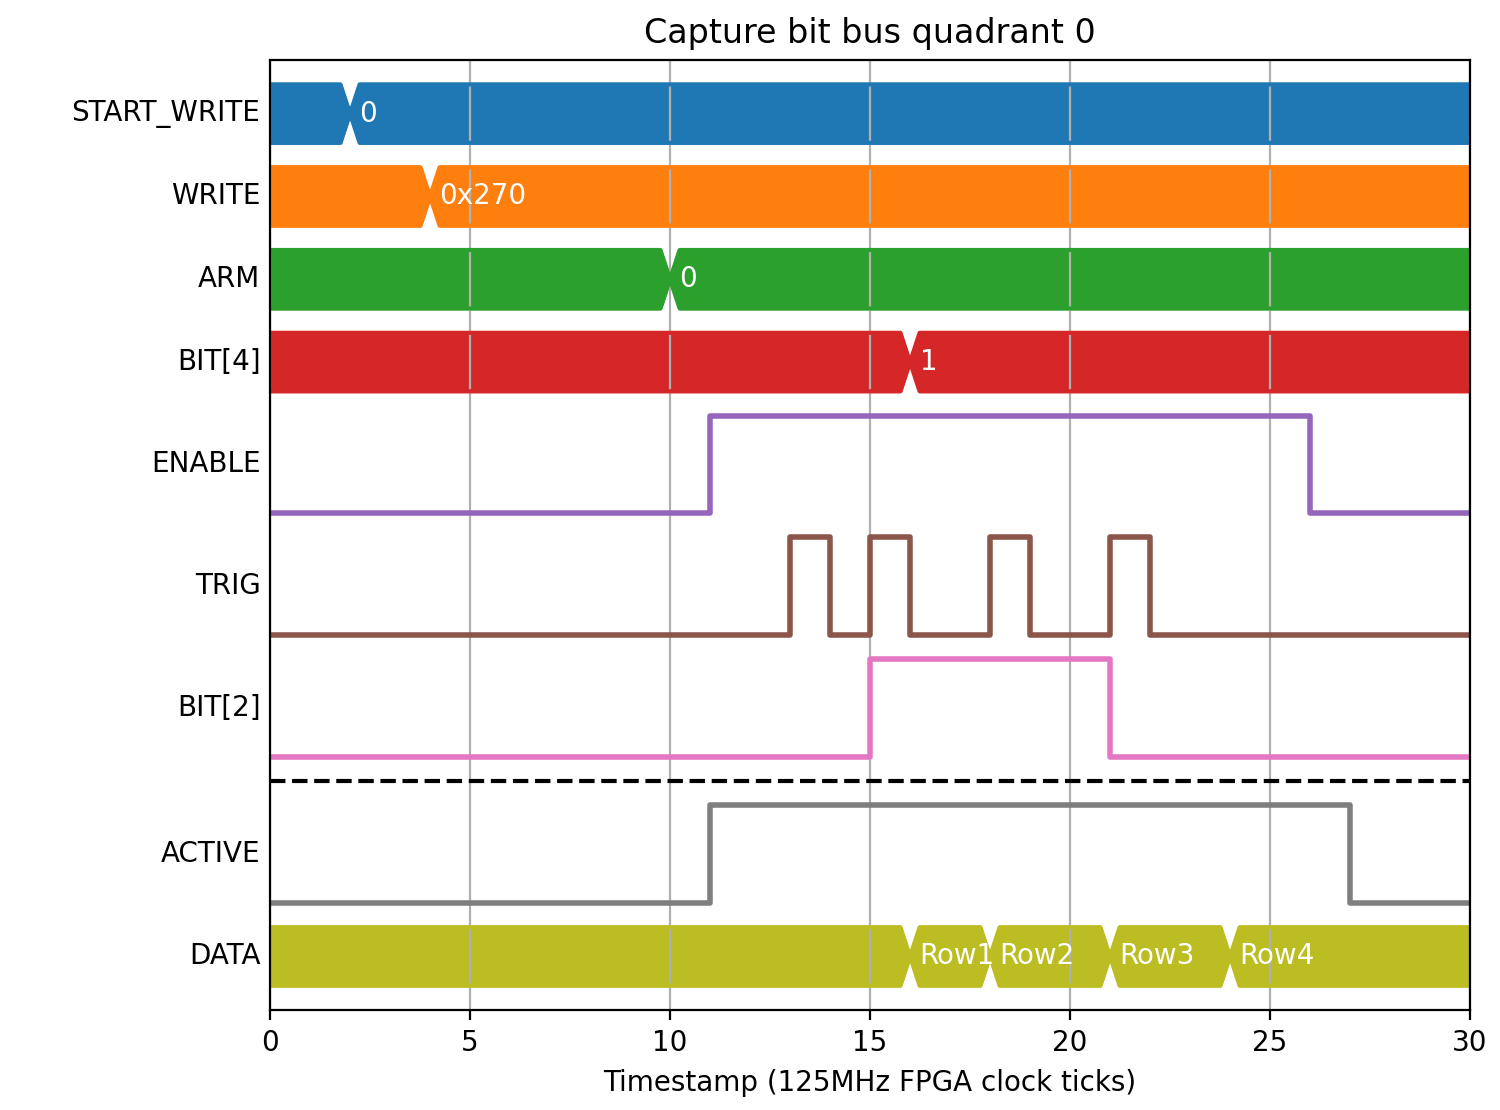 Capture bit bus quadrant 0
START_WRITE 0
WRITE 0x270
ARM 0
BIT[4] 1
ENABLE
TRIG
BIT[2]
ACTIVE
DATA Row1 Row2 Row3 Row4
0 5 10 15 20 25 30
Timestamp (125MHz FPGA clock ticks)